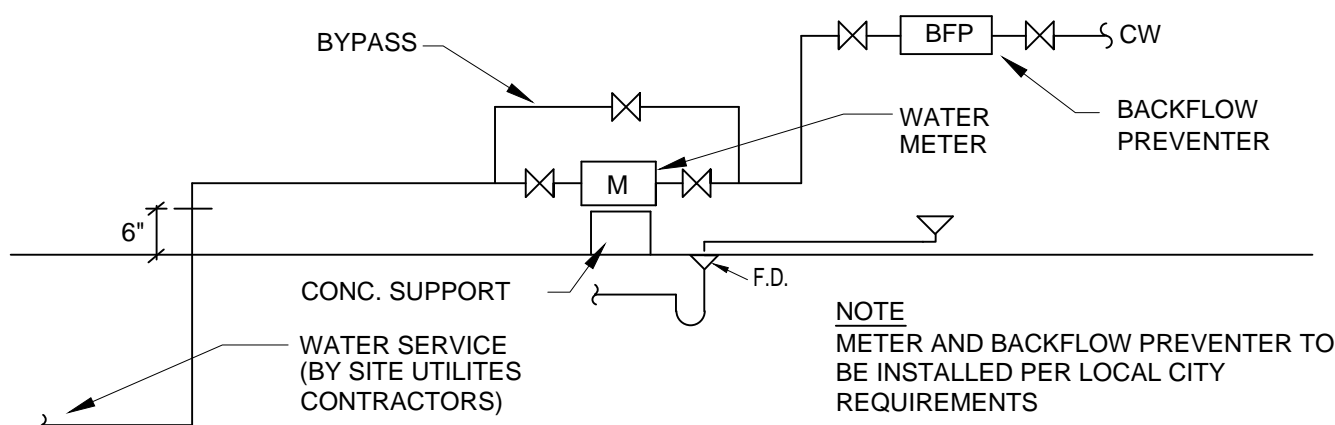 BYPASS
BFP
CW
WATER
METER
BACKFLOW
PREVENTER
M
6"
F.D.
CONC. SUPPORT
WATER SERVICE
(BY SITE UTILITES
CONTRACTORS)
NOTE
METER AND BACKFLOW PREVENTER TO
BE INSTALLED PER LOCAL CITY
REQUIREMENTS